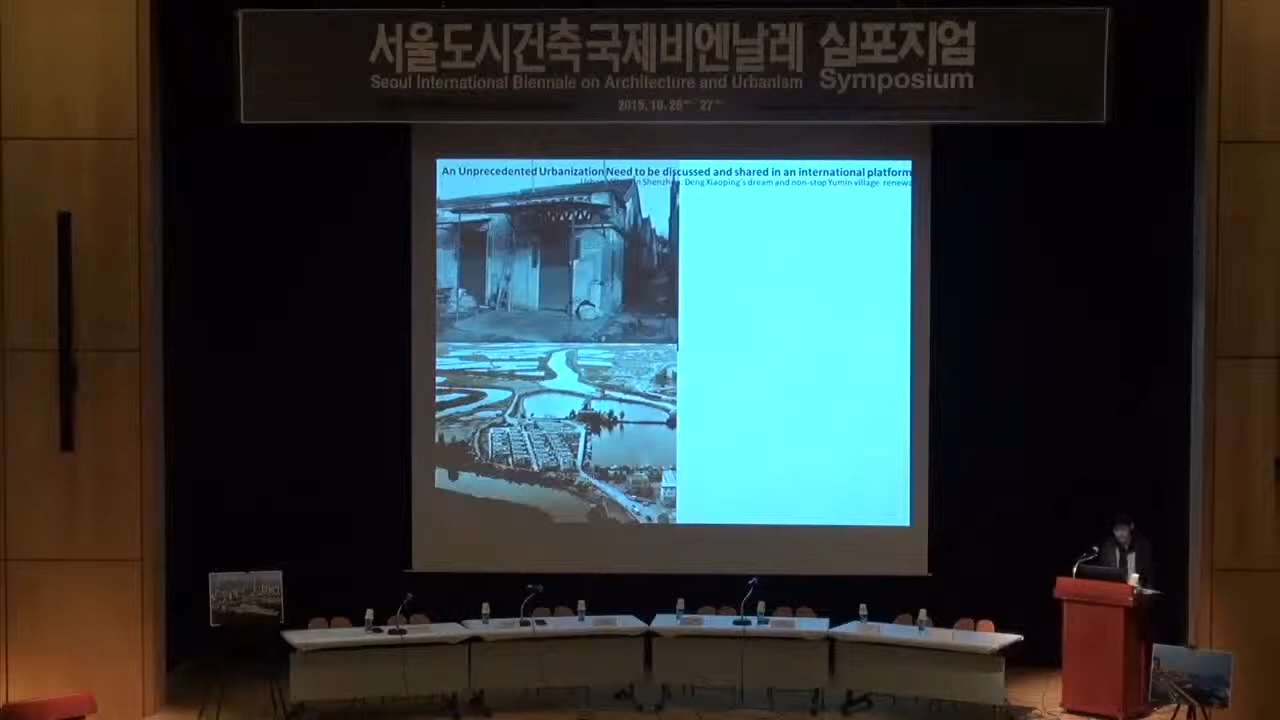 서울도시건축국제비엔날레 심포지엄
Seoul International Biennale on Architecture and Urbanism Symposium
2015. 10. 26 27
An Unprecedented Urbanization Need to be discussed and shared in an international platform
Shenzhen: Deng Xiaoping's dream and non-stop Yumin village renewa